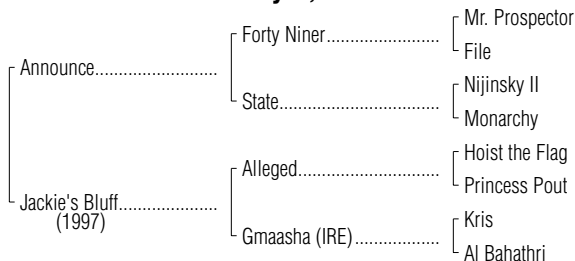 Mr. Prospector
Forty Niner
File
Announce
Nijinsky II
State
Monarchy
Hoist the Flag
Alleged
Princess Pout
Jackie's Bluff
(1997)
Kris
Gmaasha (IRE)
Al Bahathri